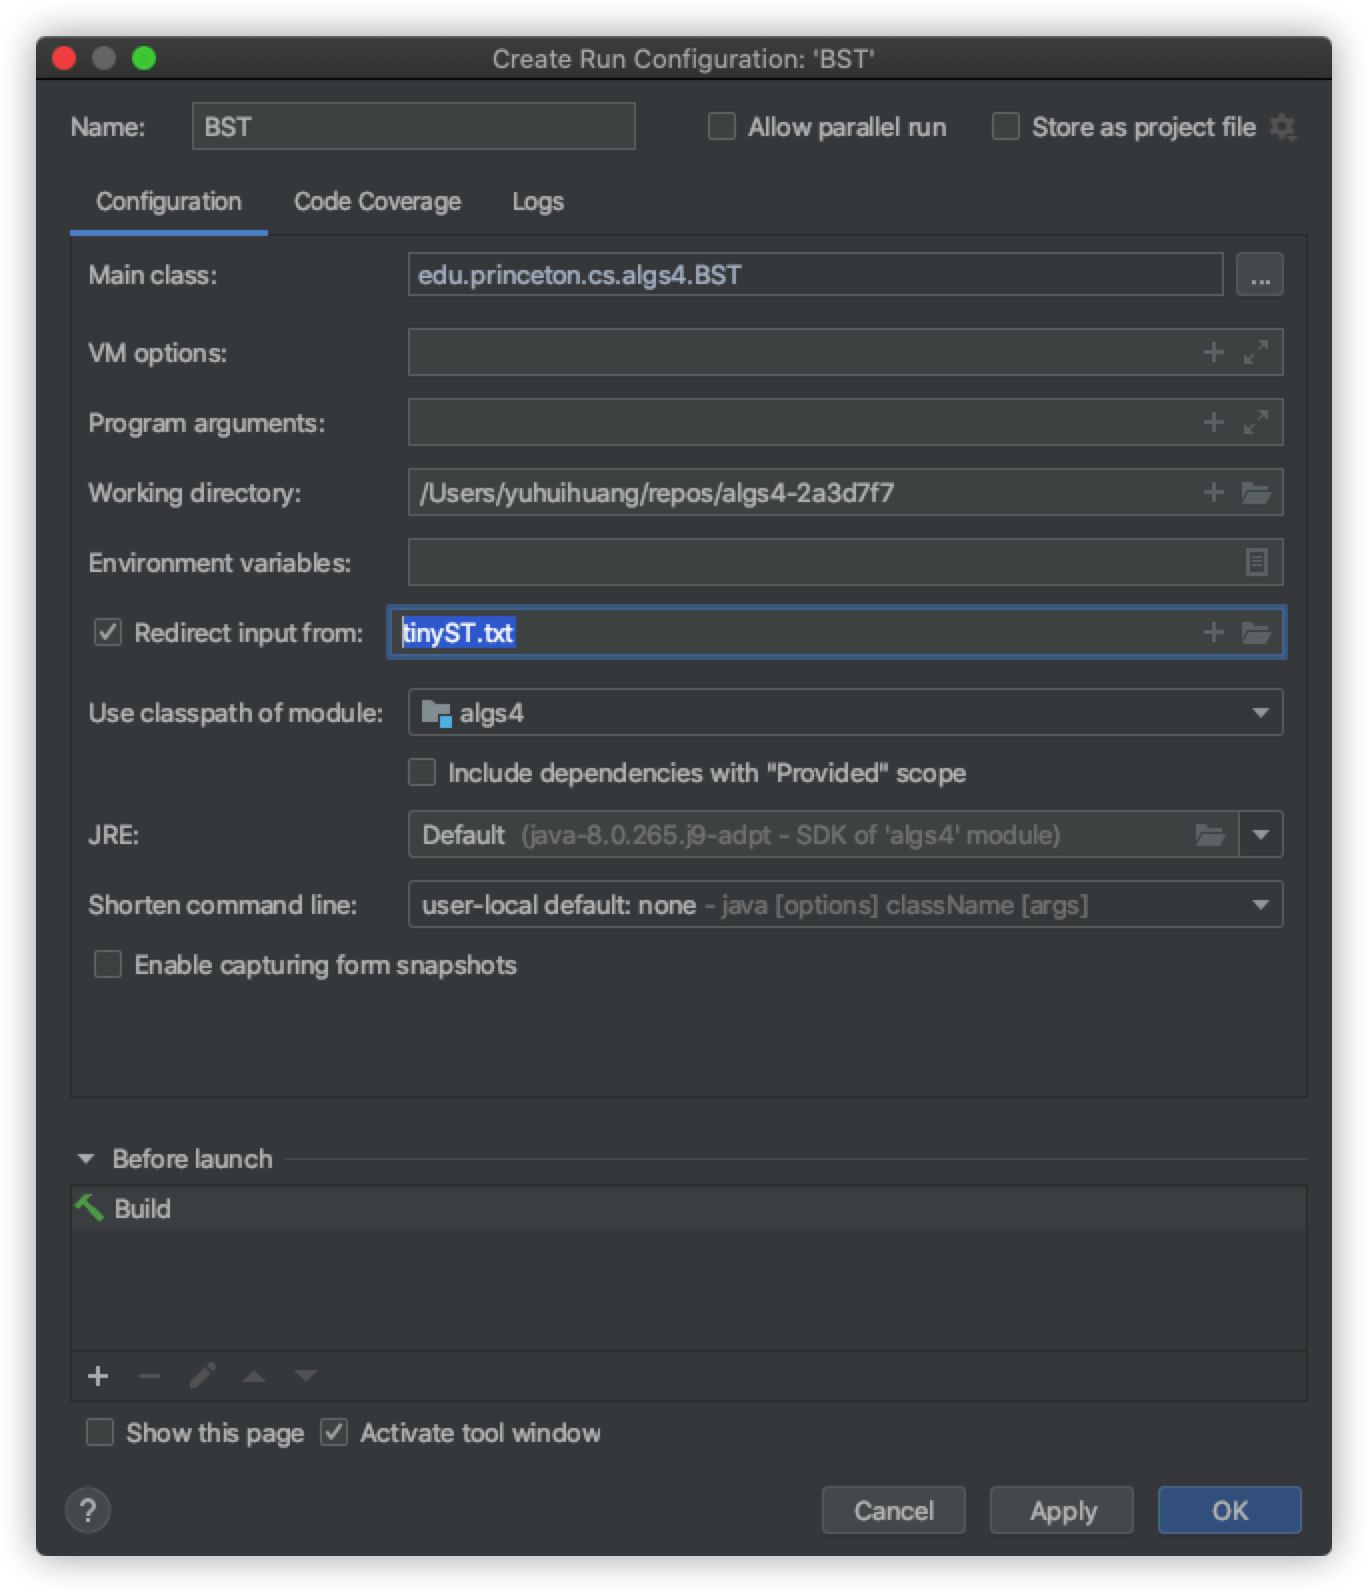 Create Run Configuration: 'BST'
Name: BST Allow parallel run Store as project file
Configuration Code Coverage Logs
Main class: edu.princeton.cs.algs4.BST ...
VM options:
Program arguments:
Working directory: /Users/yuhuihuang/repos/algs4-2a3d7f7
Environment variables:
Redirect input from: tinyST.txt
Use classpath of module: algs4
Include dependencies with "Provided" scope
JRE: Default (java-8.0.265.j9-adpt - SDK of 'algs4' module)
Shorten command line: user-local default: none - java [options] className [args]
Enable capturing form snapshots
Before launch
Build
Show this page Activate tool window
? Cancel Apply OK